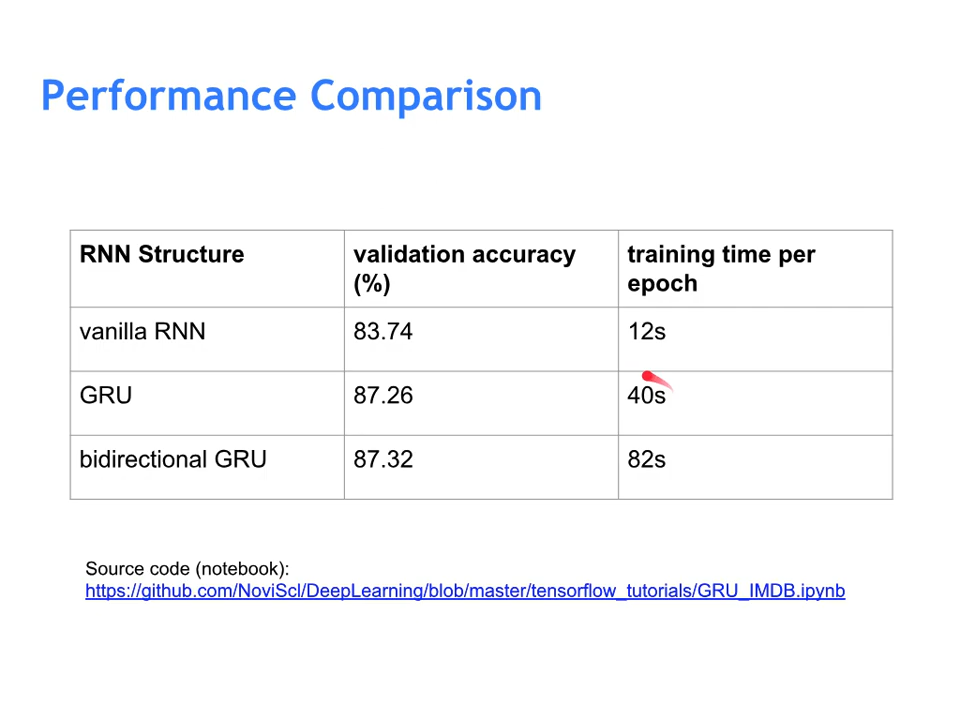 Performance Comparison
RNN Structure validation accuracy (%) training time per epoch
vanilla RNN 83.74 12s
GRU 87.26 40s
bidirectional GRU 87.32 82s
Source code (notebook):
https://github.com/NoviScl/DeepLearning/blob/master/tensorflow_tutorials/GRU_IMDB.ipynb